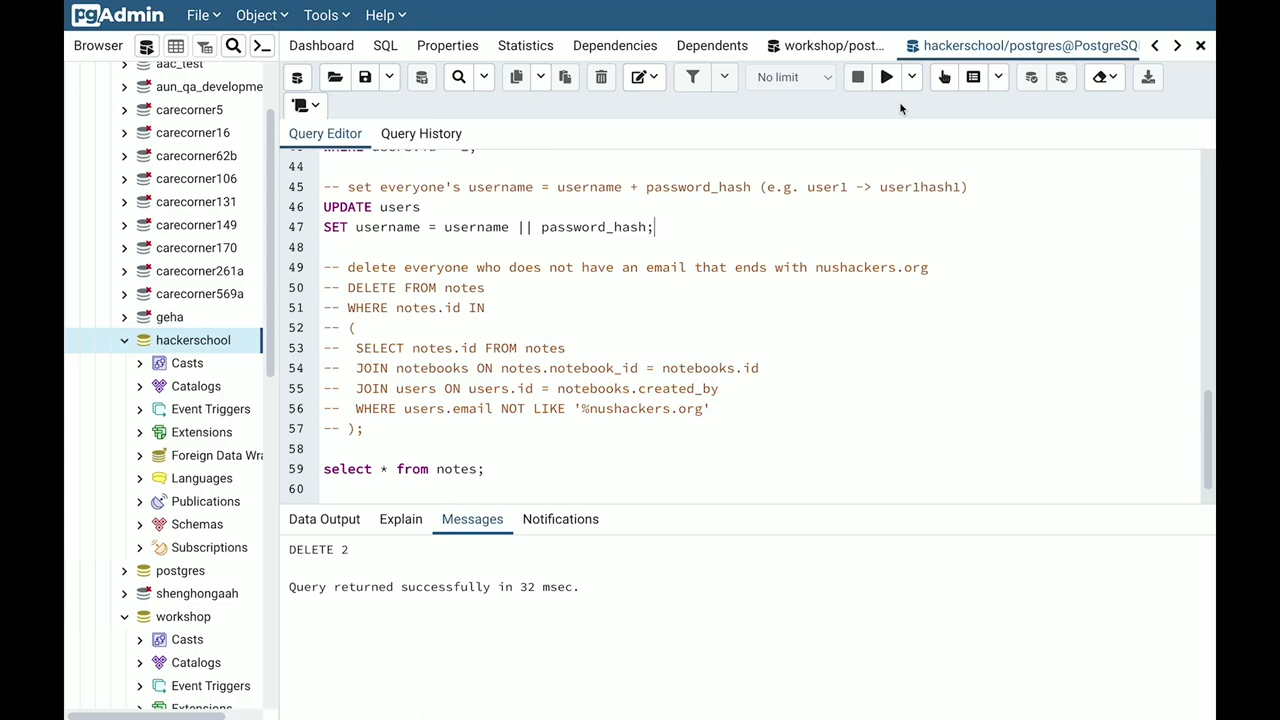 pgAdmin File Object Tools Help
Browser Dashboard SQL Properties Statistics Dependencies Dependents workshop/post... hackerschool/postgres@PostgreSQL
No limit
Query Editor Query History
aac_test
aun_qa_developme
carecorner5
carecorner16
carecorner62b
carecorner106
carecorner131
carecorner149
carecorner170
carecorner261a
carecorner569a
geha
hackerschool
Casts
Catalogs
Event Triggers
Extensions
Foreign Data Wra
Languages
Publications
Schemas
Subscriptions
postgres
shenghongaah
workshop
Casts
Catalogs
Event Triggers
Extensions
44
45 -- set everyone's username = username + password_hash (e.g. user1 -> user1hash1)
46 UPDATE users
47 SET username = username || password_hash;
48
49 -- delete everyone who does not have an email that ends with nushackers.org
50 -- DELETE FROM notes
51 -- WHERE notes.id IN
52 -- (
53 --  SELECT notes.id FROM notes
54 --  JOIN notebooks ON notes.notebook_id = notebooks.id
55 --  JOIN users ON users.id = notebooks.created_by
56 --  WHERE users.email NOT LIKE '%nushackers.org'
57 -- );
58
59 select * from notes;
60
Data Output Explain Messages Notifications
DELETE 2
Query returned successfully in 32 msec.